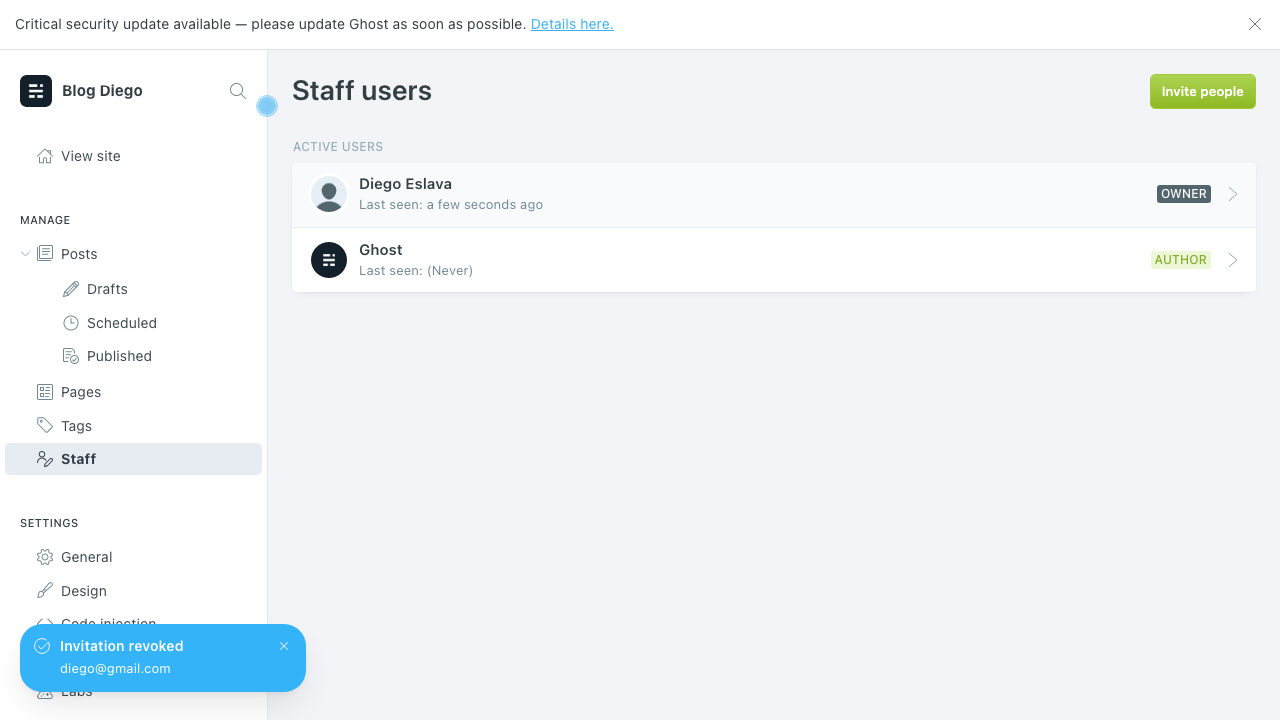 Critical security update available — please update Ghost as soon as possible. Details here.
Blog Diego
View site
MANAGE
Posts
Drafts
Scheduled
Published
Pages
Tags
Staff
SETTINGS
General
Design
Code injection
Invitation revoked
diego@gmail.com
Labs
Staff users
Invite people
ACTIVE USERS
Diego Eslava
Last seen: a few seconds ago
OWNER
Ghost
Last seen: (Never)
AUTHOR